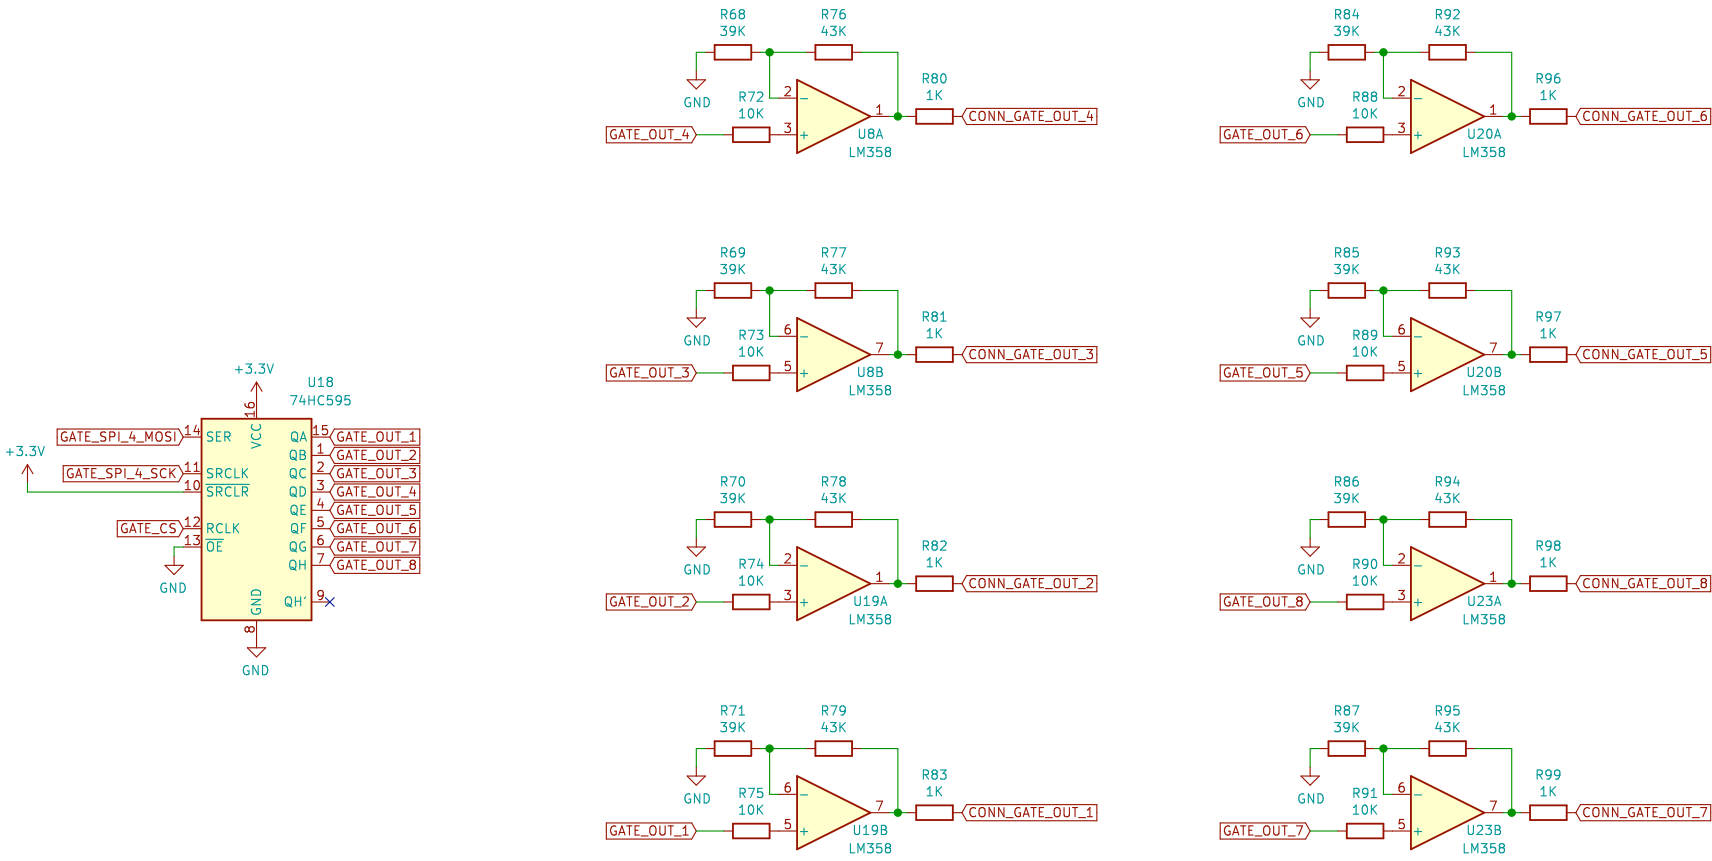 +3.3V
U18
74HC595
+3.3V
GATE_SPI_4_MOSI
GATE_SPI_4_SCK
GATE_CS
GND
14
11
10
12
13
16
VCC
SER
SRCLK
SRCLR
RCLK
OE
QA
QB
QC
QD
QE
QF
QG
QH
QH'
GND
8
GND
15
1
2
3
4
5
6
7
9
GATE_OUT_1
GATE_OUT_2
GATE_OUT_3
GATE_OUT_4
GATE_OUT_5
GATE_OUT_6
GATE_OUT_7
GATE_OUT_8
R68
39K
R76
43K
GND
R72
10K
GATE_OUT_4
2
-
3
+
1
U8A
LM358
R80
1K
CONN_GATE_OUT_4
R69
39K
R77
43K
GND
R73
10K
GATE_OUT_3
6
-
5
+
7
U8B
LM358
R81
1K
CONN_GATE_OUT_3
R70
39K
R78
43K
GND
R74
10K
GATE_OUT_2
2
-
3
+
1
U19A
LM358
R82
1K
CONN_GATE_OUT_2
R71
39K
R79
43K
GND
R75
10K
GATE_OUT_1
6
-
5
+
7
U19B
LM358
R83
1K
CONN_GATE_OUT_1
R84
39K
R92
43K
GND
R88
10K
GATE_OUT_6
2
-
3
+
1
U20A
LM358
R96
1K
CONN_GATE_OUT_6
R85
39K
R93
43K
GND
R89
10K
GATE_OUT_5
6
-
5
+
7
U20B
LM358
R97
1K
CONN_GATE_OUT_5
R86
39K
R94
43K
GND
R90
10K
GATE_OUT_8
2
-
3
+
1
U23A
LM358
R98
1K
CONN_GATE_OUT_8
R87
39K
R95
43K
GND
R91
10K
GATE_OUT_7
6
-
5
+
7
U23B
LM358
R99
1K
CONN_GATE_OUT_7